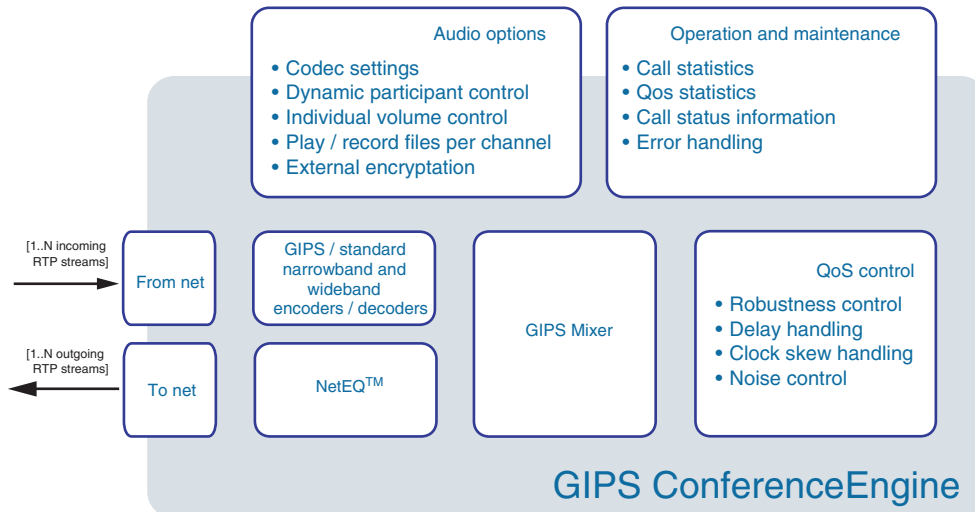 Audio options
• Codec settings
• Dynamic participant control
• Individual volume control
• Play / record files per channel
• External encryptation
Operation and maintenance
• Call statistics
• Qos statistics
• Call status information
• Error handling
[1..N incoming
RTP streams]
From net
GIPS / standard
narrowband and
wideband
encoders / decoders
GIPS Mixer
QoS control
• Robustness control
• Delay handling
• Clock skew handling
• Noise control
[1..N outgoing
RTP streams]
To net
NetEQTM
GIPS ConferenceEngine